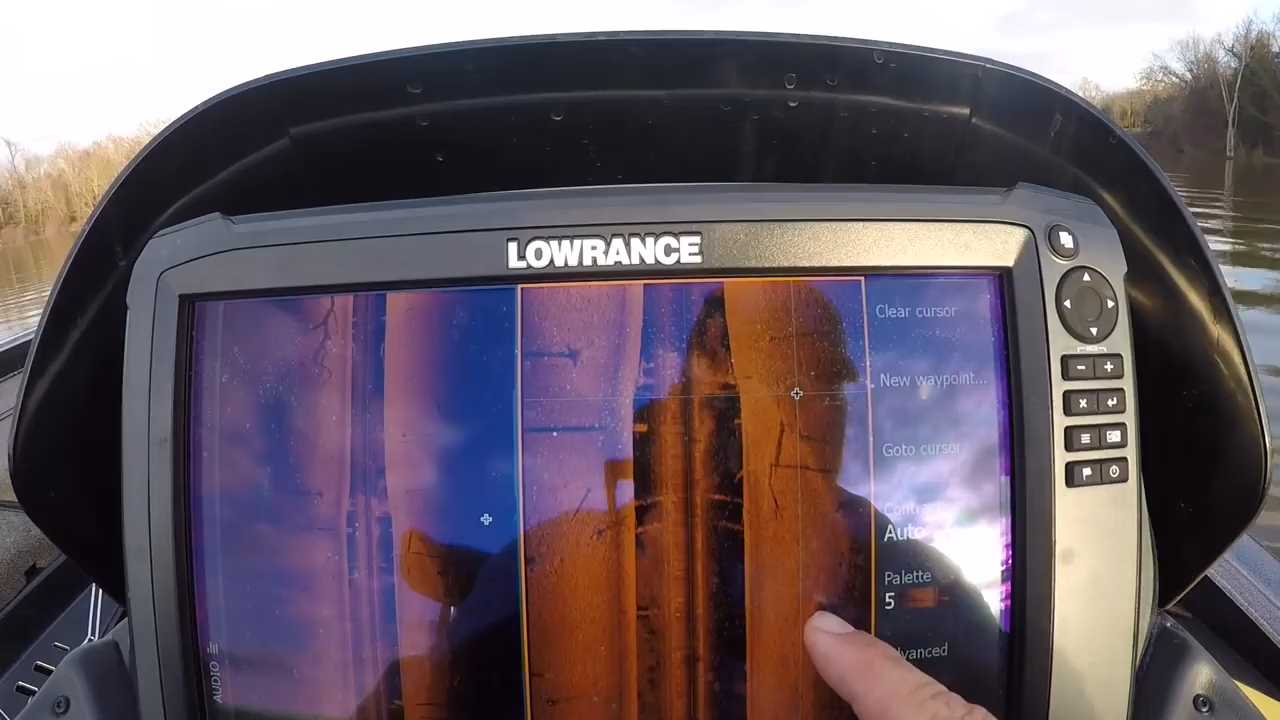 LOWRANCE
Clear cursor
New waypoint...
Goto cursor
Auto
Palette
5
AUDIO